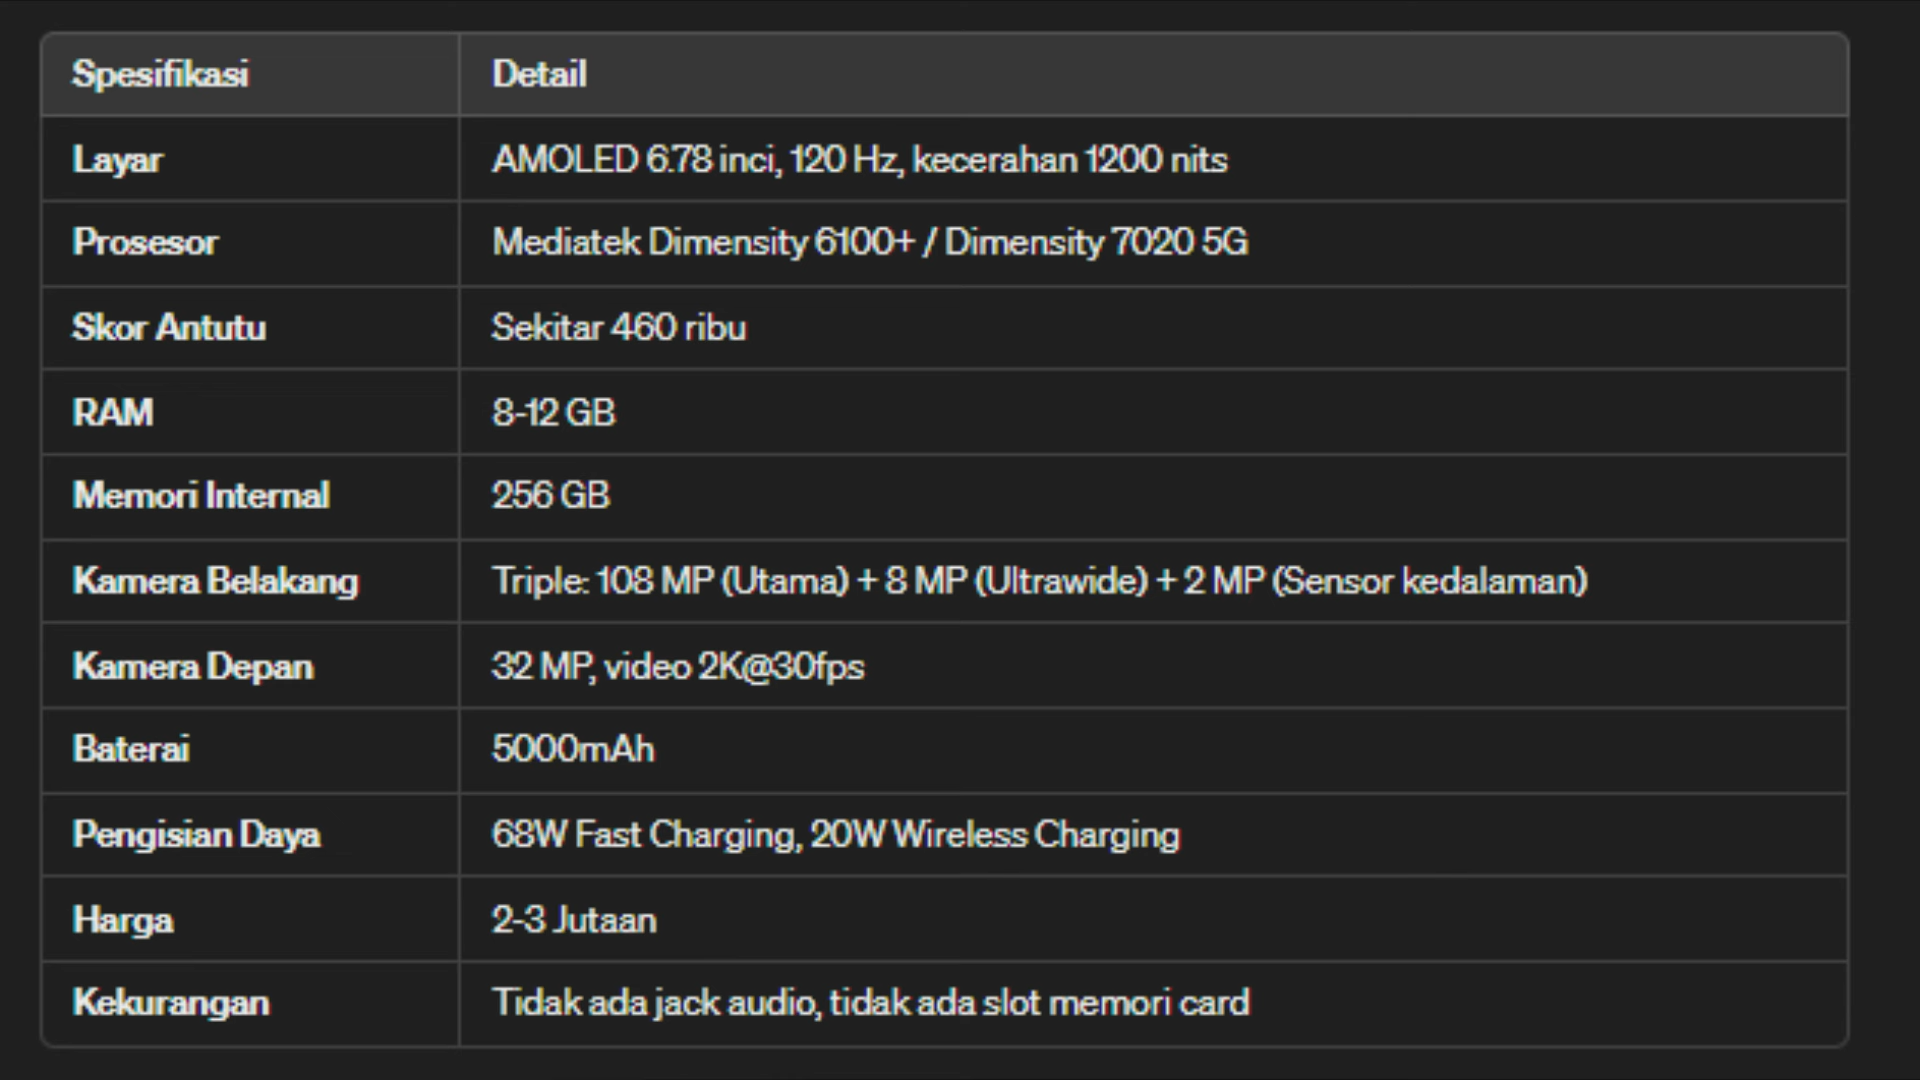 Spesifikasi Detail
Layar AMOLED 6.78 inci, 120 Hz, kecerahan 1200 nits
Prosesor Mediatek Dimensity 6100+ / Dimensity 7020 5G
Skor Antutu Sekitar 460 ribu
RAM 8-12 GB
Memori Internal 256 GB
Kamera Belakang Triple: 108 MP (Utama) + 8 MP (Ultrawide) + 2 MP (Sensor kedalaman)
Kamera Depan 32 MP, video 2K@30fps
Baterai 5000mAh
Pengisian Daya 68W Fast Charging, 20W Wireless Charging
Harga 2-3 Jutaan
Kekurangan Tidak ada jack audio, tidak ada slot memori card